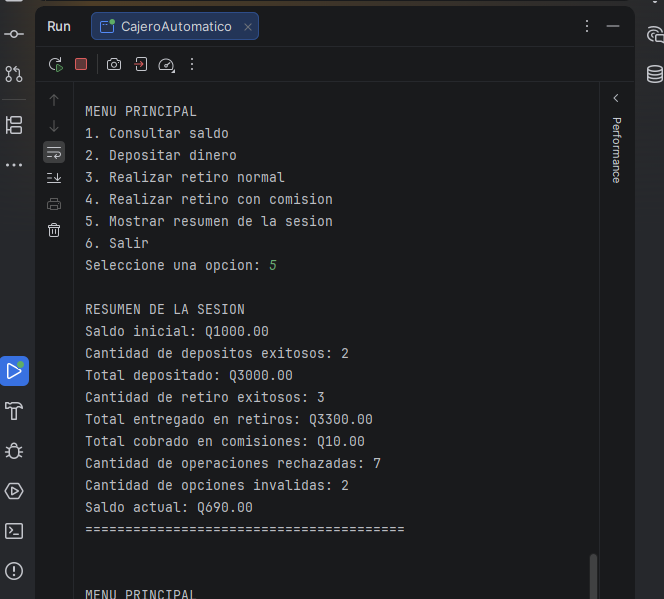 Run
CajeroAutomatico
MENU PRINCIPAL
1. Consultar saldo
2. Depositar dinero
3. Realizar retiro normal
4. Realizar retiro con comision
5. Mostrar resumen de la sesion
6. Salir
Seleccione una opcion: 5
RESUMEN DE LA SESION
Saldo inicial: Q1000.00
Cantidad de depositos exitosos: 2
Total depositado: Q3000.00
Cantidad de retiro exitosos: 3
Total entregado en retiros: Q3300.00
Total cobrado en comisiones: Q10.00
Cantidad de operaciones rechazadas: 7
Cantidad de opciones invalidas: 2
Saldo actual: Q690.00
========================================
MENU PRINCIPAL
Performance